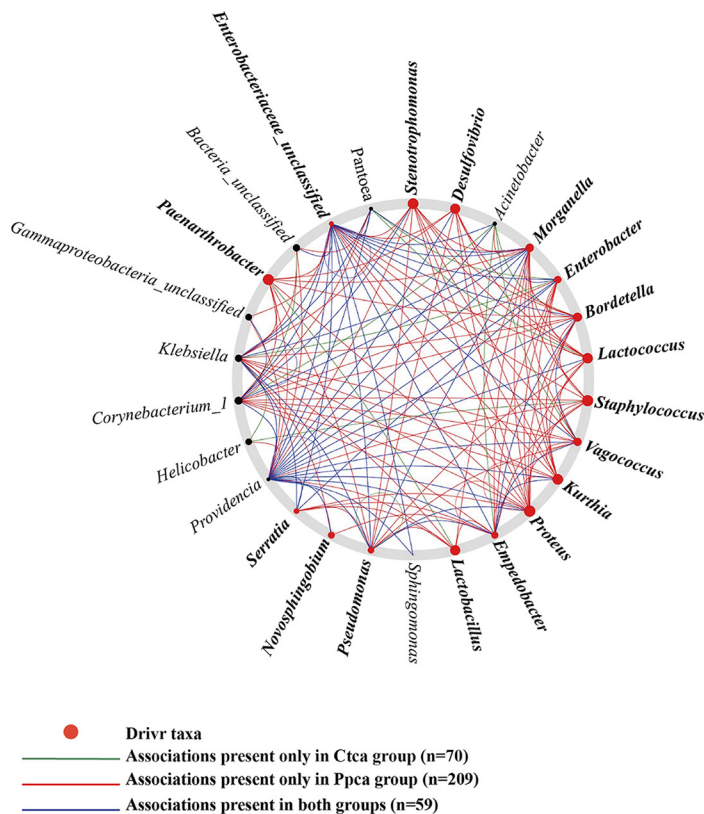 Enterobacteriaceae_unclassified
Bacteria_unclassified
Pantoea
Stenotrophomonas
Desulfovibrio
Acinetobacter
Morganella
Paenarthrobacter
Enterobacter
Gammaproteobacteria_unclassified
Bordetella
Klebsiella
Lactococcus
Corynebacterium_1
Staphylococcus
Helicobacter
Vagococcus
Providencia
Kurthia
Serratia
Proteus
Novosphingobium
Pseudomonas
Sphingomonas
Lactobacillus
Empedobacter
Drivr taxa
Associations present only in Ctca group (n=70)
Associations present only in Ppca group (n=209)
Associations present in both groups (n=59)